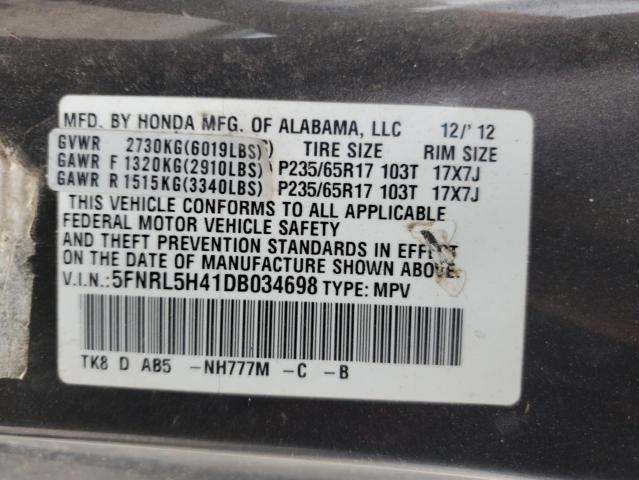 MFD. BY HONDA MFG. OF ALABAMA, LLC 12/'12
GVWR 2730KG(6019LBS) TIRE SIZE RIM SIZE
GAWR F 1320KG(2910LBS) P235/65R17 103T 17X7J
GAWR R 1515KG(3340LBS) P235/65R17 103T 17X7J
THIS VEHICLE CONFORMS TO ALL APPLICABLE
FEDERAL MOTOR VEHICLE SAFETY
AND THEFT PREVENTION STANDARDS IN EFFECT
ON THE DATE OF MANUFACTURE SHOWN ABOVE.
V.I.N.:5FNRL5H41DB034698 TYPE: MPV
TK8 D AB5 -NH777M -C -B